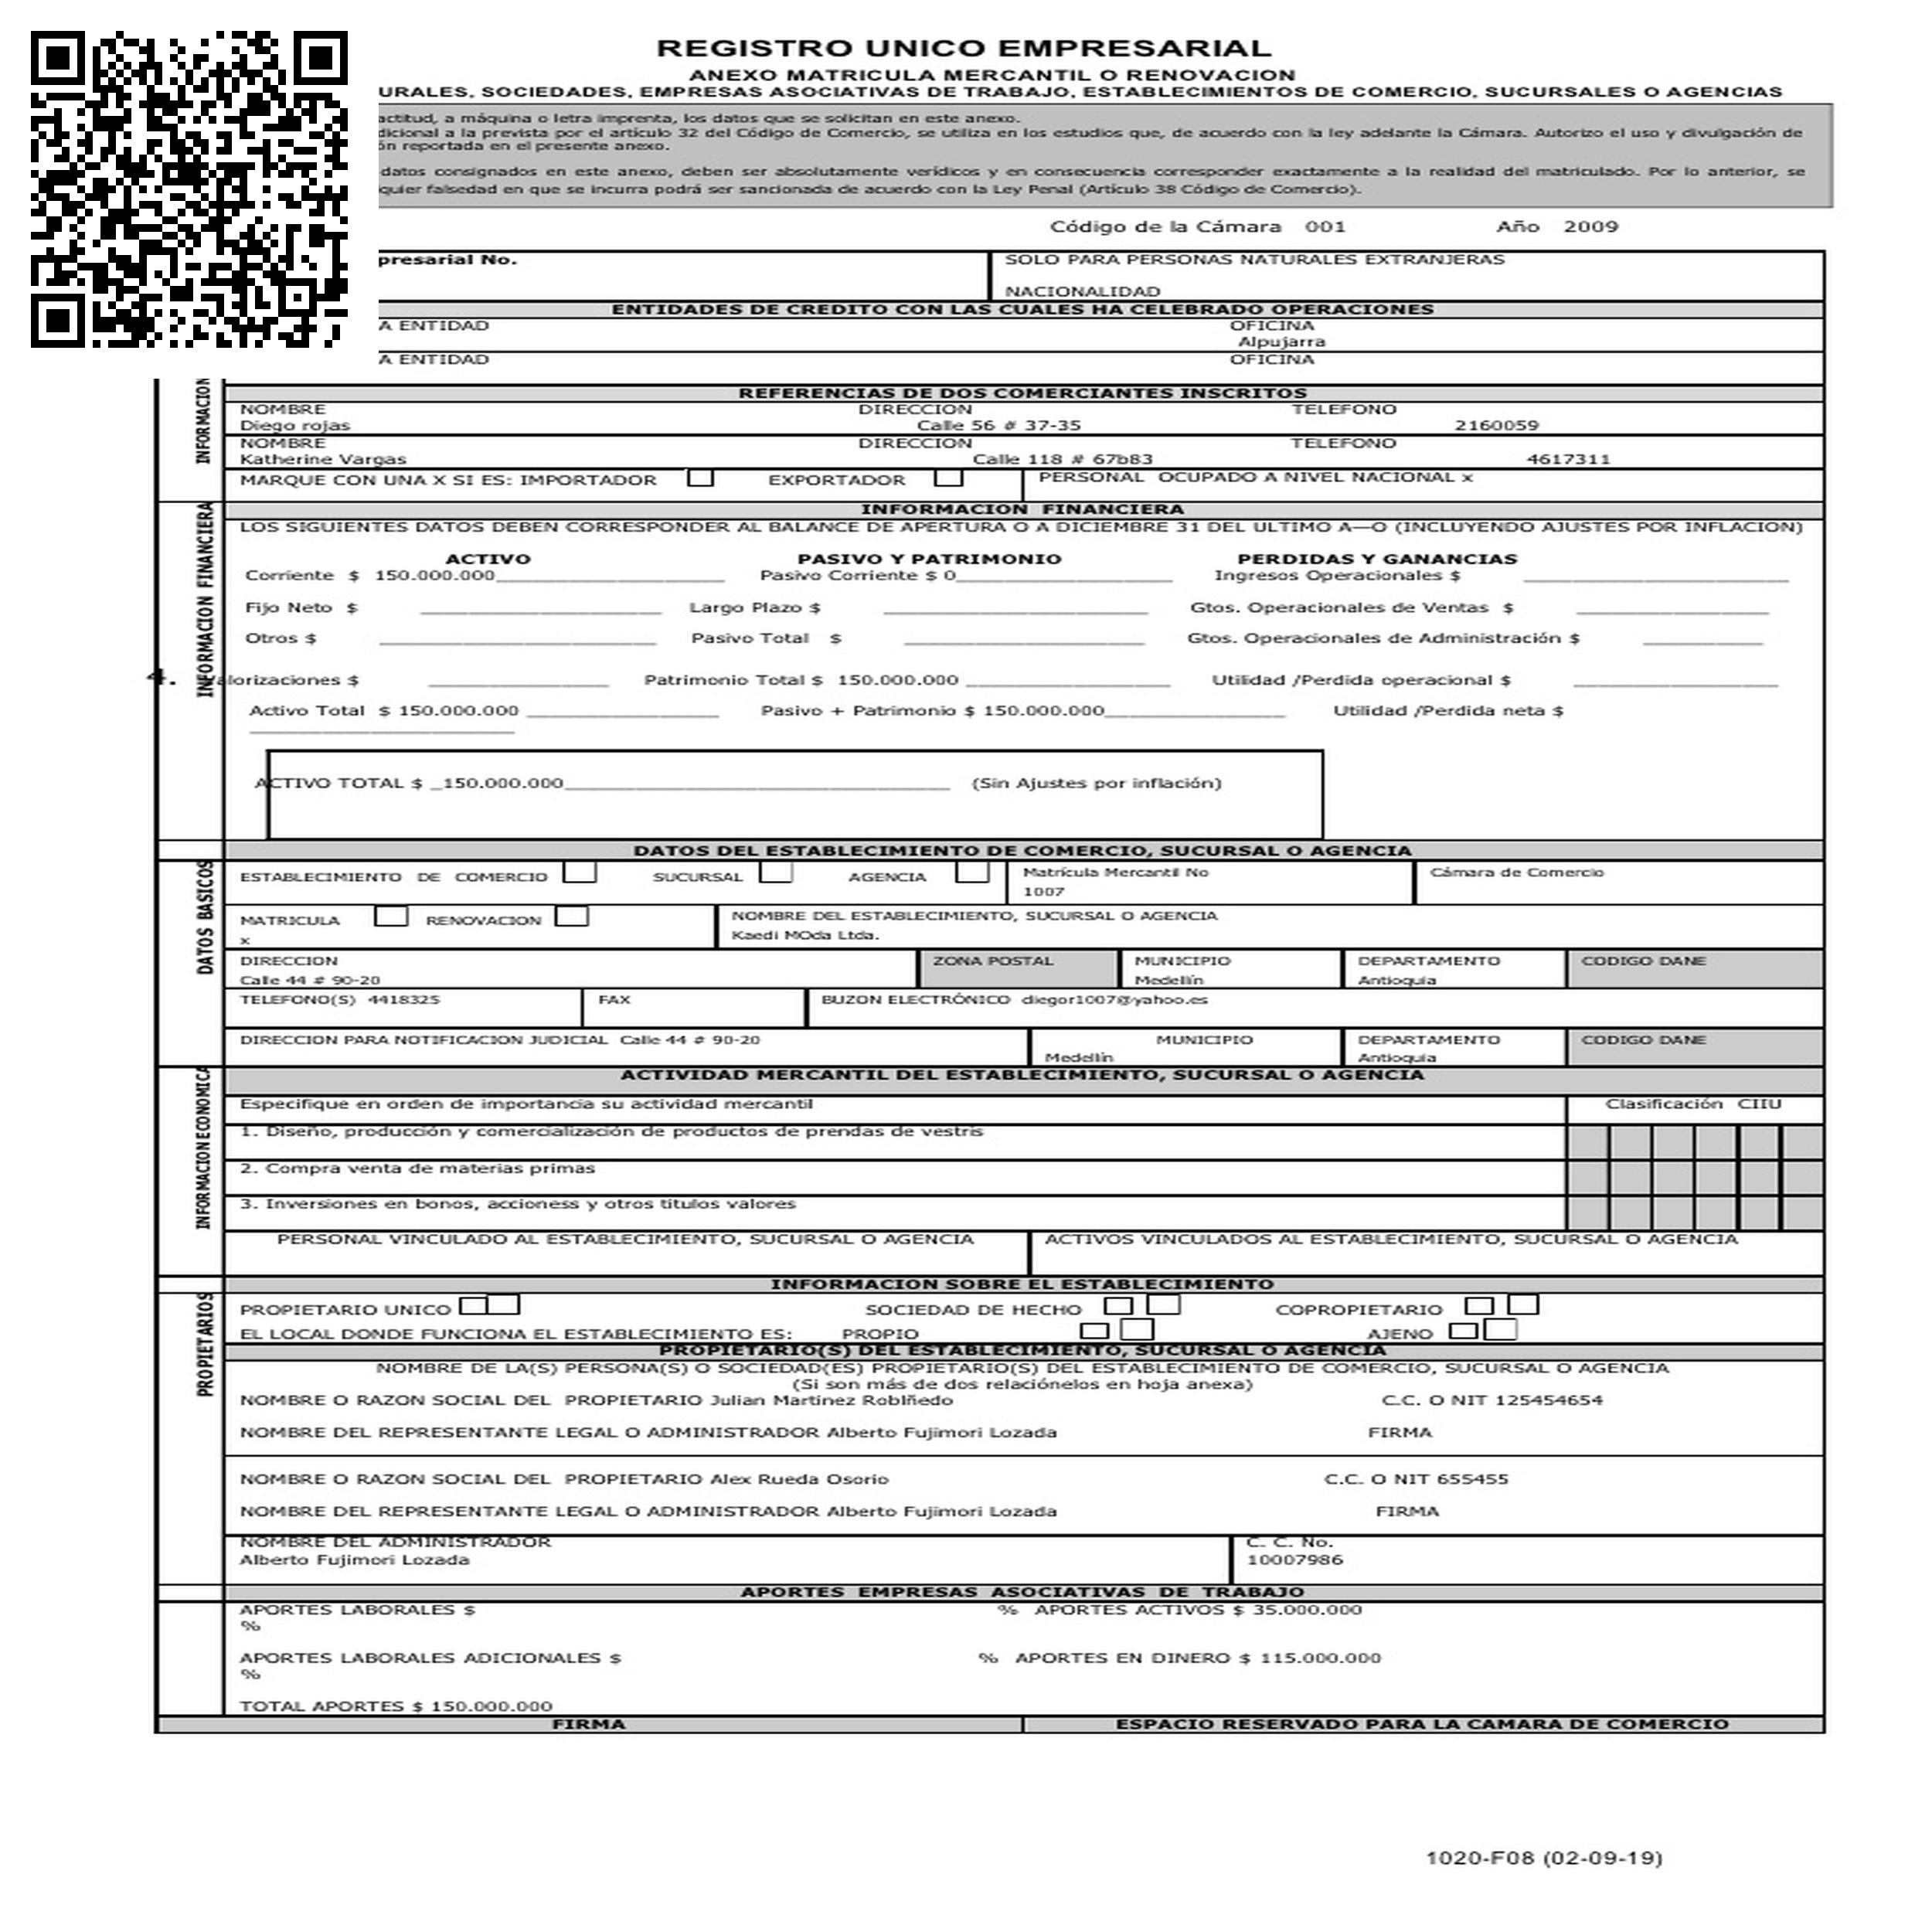 REGISTRO UNICO EMPRESARIAL
ANEXO MATRICULA MERCANTIL O RENOVACION
URALES, SOCIEDADES, EMPRESAS ASOCIATIVAS DE TRABAJO, ESTABLECIMIENTOS DE COMERCIO, SUCURSALES O AGENCIAS
actitud, a máquina o letra imprenta, los datos que se solicitan en este anexo.
dicional a la prevista por el artículo 32 del Código de Comercio, se utiliza en los estudios que, de acuerdo con la ley adelante la Cámara. Autorizo el uso y divulgación de
ón reportada en el presente anexo.
datos consignados en este anexo, deben ser absolutamente verídicos y en consecuencia corresponder exactamente a la realidad del matriculado. Por lo anterior, se
quier falsedad en que se incurra podrá ser sancionada de acuerdo con la Ley Penal (Artículo 38 Código de Comercio).
Código de la Cámara 001 Año 2009
presarial No. SOLO PARA PERSONAS NATURALES EXTRANJERAS
NACIONALIDAD
ENTIDADES DE CREDITO CON LAS CUALES HA CELEBRADO OPERACIONES
A ENTIDAD OFICINA
Alpujarra
A ENTIDAD OFICINA
INFORMACION
REFERENCIAS DE DOS COMERCIANTES INSCRITOS
NOMBRE DIRECCION TELEFONO
Diego rojas Calle 56 # 37-35 2160059
NOMBRE DIRECCION TELEFONO
Katherine Vargas Calle 118 # 67b83 4617311
MARQUE CON UNA X SI ES: IMPORTADOR EXPORTADOR PERSONAL OCUPADO A NIVEL NACIONAL x
INFORMACION FINANCIERA
INFORMACION FINANCIERA
LOS SIGUIENTES DATOS DEBEN CORRESPONDER AL BALANCE DE APERTURA O A DICIEMBRE 31 DEL ULTIMO A—O (INCLUYENDO AJUSTES POR INFLACION)
ACTIVO PASIVO Y PATRIMONIO PERDIDAS Y GANANCIAS
Corriente $ 150.000.000 Pasivo Corriente $ 0 Ingresos Operacionales $
Fijo Neto $ Largo Plazo $ Gtos. Operacionales de Ventas $
Otros $ Pasivo Total $ Gtos. Operacionales de Administración $
4. Valorizaciones $ Patrimonio Total $ 150.000.000 Utilidad /Perdida operacional $
Activo Total $ 150.000.000 Pasivo + Patrimonio $ 150.000.000 Utilidad /Perdida neta $
ACTIVO TOTAL $ _150.000.000 (Sin Ajustes por inflación)
DATOS DEL ESTABLECIMIENTO DE COMERCIO, SUCURSAL O AGENCIA
DATOS BASICOS
ESTABLECIMIENTO DE COMERCIO SUCURSAL AGENCIA Matrícula Mercantil No Cámara de Comercio
1007
MATRICULA RENOVACION NOMBRE DEL ESTABLECIMIENTO, SUCURSAL O AGENCIA
x Kaedi MOda Ltda.
DIRECCION ZONA POSTAL MUNICIPIO DEPARTAMENTO CODIGO DANE
Calle 44 # 90-20 Medellín Antioquia
TELEFONO(S) 4418325 FAX BUZON ELECTRÓNICO diegor1007@yahoo.es
DIRECCION PARA NOTIFICACION JUDICIAL Calle 44 # 90-20 MUNICIPIO DEPARTAMENTO CODIGO DANE
Medellín Antioquia
INFORMACION ECONOMICA
ACTIVIDAD MERCANTIL DEL ESTABLECIMIENTO, SUCURSAL O AGENCIA
Especifique en orden de importancia su actividad mercantil Clasificación CIIU
1. Diseño, producción y comercialización de productos de prendas de vestris
2. Compra venta de materias primas
3. Inversiones en bonos, accioness y otros titulos valores
PERSONAL VINCULADO AL ESTABLECIMIENTO, SUCURSAL O AGENCIA ACTIVOS VINCULADOS AL ESTABLECIMIENTO, SUCURSAL O AGENCIA
INFORMACION SOBRE EL ESTABLECIMIENTO
PROPIETARIOS
PROPIETARIO UNICO SOCIEDAD DE HECHO COPROPIETARIO
EL LOCAL DONDE FUNCIONA EL ESTABLECIMIENTO ES: PROPIO AJENO
PROPIETARIO(S) DEL ESTABLECIMIENTO, SUCURSAL O AGENCIA
NOMBRE DE LA(S) PERSONA(S) O SOCIEDAD(ES) PROPIETARIO(S) DEL ESTABLECIMIENTO DE COMERCIO, SUCURSAL O AGENCIA
(Si son más de dos relaciónelos en hoja anexa)
NOMBRE O RAZON SOCIAL DEL PROPIETARIO Julian Martinez Roblñedo C.C. O NIT 125454654
NOMBRE DEL REPRESENTANTE LEGAL O ADMINISTRADOR Alberto Fujimori Lozada FIRMA
NOMBRE O RAZON SOCIAL DEL PROPIETARIO Alex Rueda Osorio C.C. O NIT 655455
NOMBRE DEL REPRESENTANTE LEGAL O ADMINISTRADOR Alberto Fujimori Lozada FIRMA
NOMBRE DEL ADMINISTRADOR C. C. No.
Alberto Fujimori Lozada 10007986
APORTES EMPRESAS ASOCIATIVAS DE TRABAJO
APORTES LABORALES $ % APORTES ACTIVOS $ 35.000.000
%
APORTES LABORALES ADICIONALES $ % APORTES EN DINERO $ 115.000.000
%
TOTAL APORTES $ 150.000.000
FIRMA ESPACIO RESERVADO PARA LA CAMARA DE COMERCIO
1020-F08 (02-09-19)